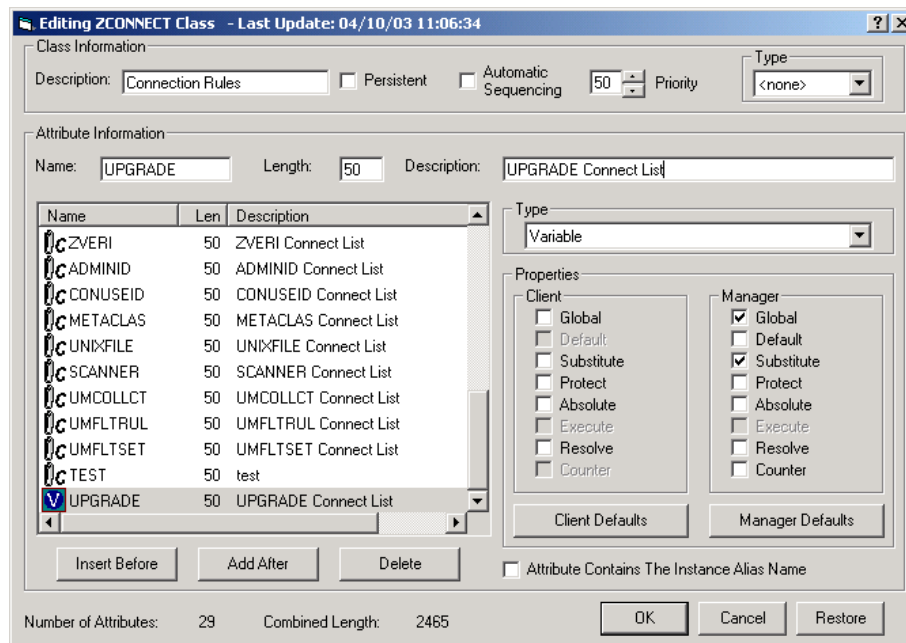 Editing ZCONNECT Class - Last Update: 04/10/03 11:06:34
Class Information
Description: Connection Rules Persistent Automatic Sequencing 50 Priority Type <none>
Attribute Information
Name: UPGRADE Length: 50 Description: UPGRADE Connect List
Name Len Description
ZVERI 50 ZVERI Connect List
ADMINID 50 ADMINID Connect List
CONUSEID 50 CONUSEID Connect List
METACLAS 50 METACLAS Connect List
UNIXFILE 50 UNIXFILE Connect List
SCANNER 50 SCANNER Connect List
UMCOLLCT 50 UMCOLLCT Connect List
UMFLTRUL 50 UMFLTRUL Connect List
UMFLTSET 50 UMFLTSET Connect List
TEST 50 test
V UPGRADE 50 UPGRADE Connect List
Insert Before Add After Delete
Type
Variable
Properties
Client
Global
Default
Substitute
Protect
Absolute
Execute
Resolve
Counter
Client Defaults
Manager
Global
Default
Substitute
Protect
Absolute
Execute
Resolve
Counter
Manager Defaults
Attribute Contains The Instance Alias Name
Number of Attributes: 29 Combined Length: 2465
OK Cancel Restore